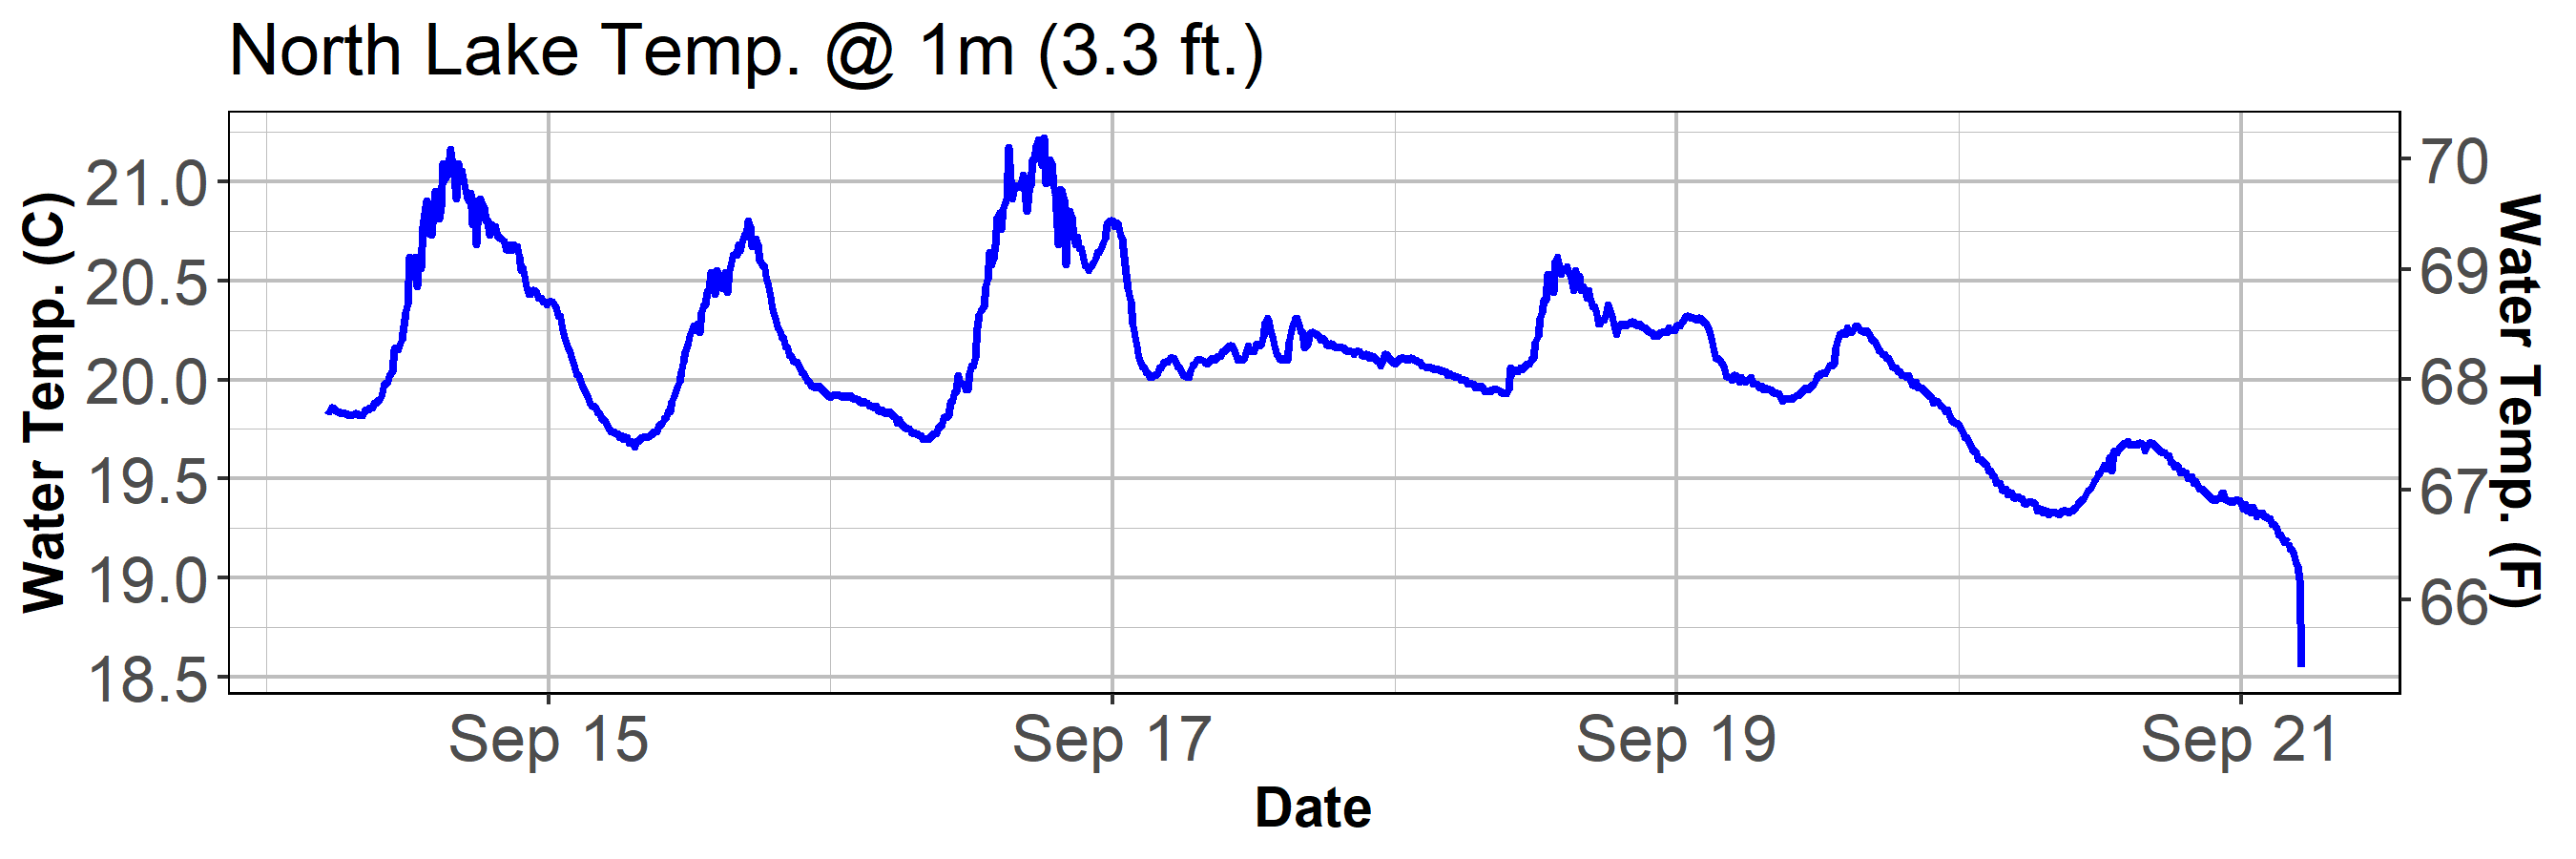 North Lake Temp. @ 1m (3.3 ft.)
Water Temp. (C)
21.0
20.5
20.0
19.5
19.0
18.5
70
69
68
67
66
Water Temp. (F)
Sep 15 Sep 17 Sep 19 Sep 21
Date